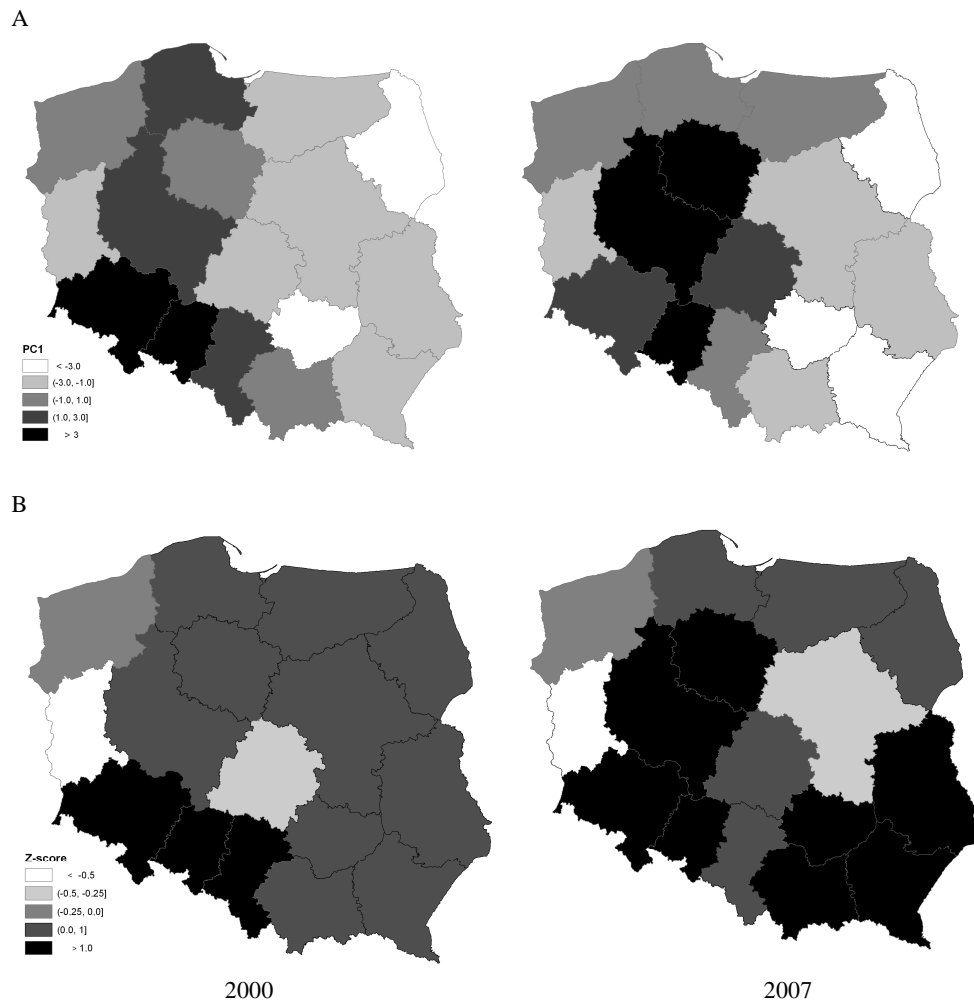 A
PC1
< -3.0
(-3.0, -1.0]
(-1.0, 1.0]
(1.0, 3.0]
> 3
B
Z-score
< -0.5
(-0.5, -0.25]
(-0.25, 0.0]
(0.0, 1]
> 1.0
2000 2007